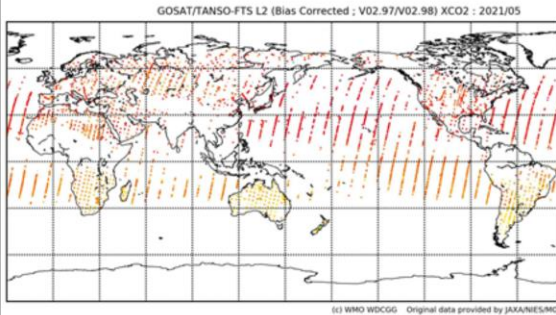 GOSAT/TANSO-FTS L2 (Bias Corrected ; V02.97/V02.98) XCO2 : 2021/05
(c) WMO WDCGG Original data provided by JAXA/NIES/MO